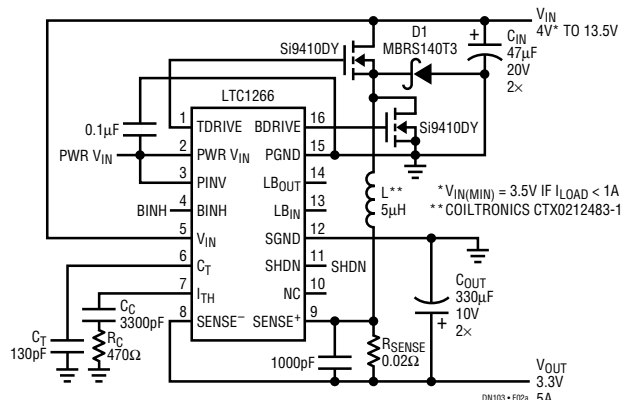 V_IN
4V* TO 13.5V
D1
MBRS140T3
C_IN
47µF
20V
2×
+
Si9410DY
LTC1266
0.1µF
1 TDRIVE BDRIVE 16
Si9410DY
PWR V_IN
2 PWR V_IN PGND 15
3 PINV LB_OUT 14
BINH
4 BINH LB_IN 13
L**
5µH
*V_IN(MIN) = 3.5V IF I_LOAD < 1A
**COILTRONICS CTX0212483-1
5 V_IN SGND 12
6 C_T SHDN 11 SHDN
7 I_TH NC 10
8 SENSE⁻ SENSE⁺ 9
C_C
3300pF
R_C
470Ω
C_T
130pF
1000pF
R_SENSE
0.02Ω
C_OUT
330µF
10V
2×
+
V_OUT
3.3V
5A
DN103 • F02a